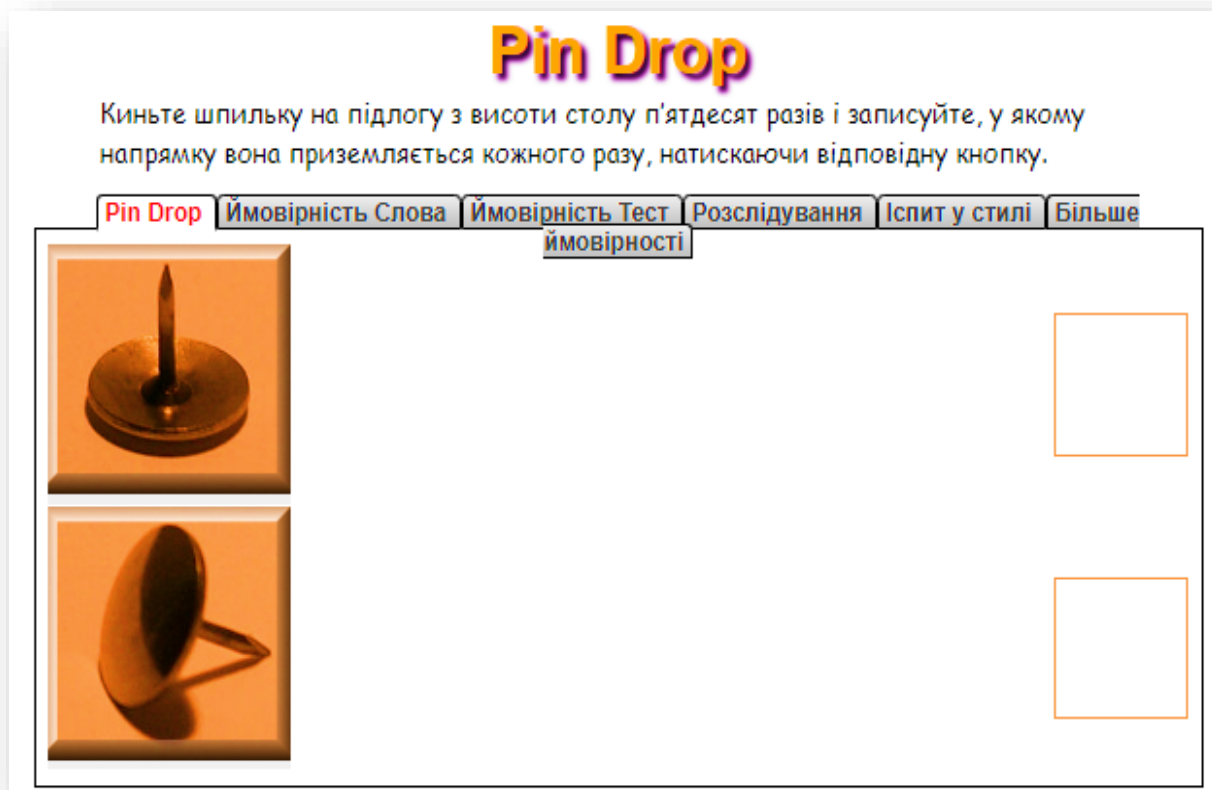 Pin Drop
Киньте шпильку на підлогу з висоти столу п'ятдесят разів і записуйте, у якому
напрямку вона приземляється кожного разу, натискаючи відповідну кнопку.
Pin Drop Ймовірність Слова Ймовірність Тест Розслідування Іспит у стилі Більше
ймовірності